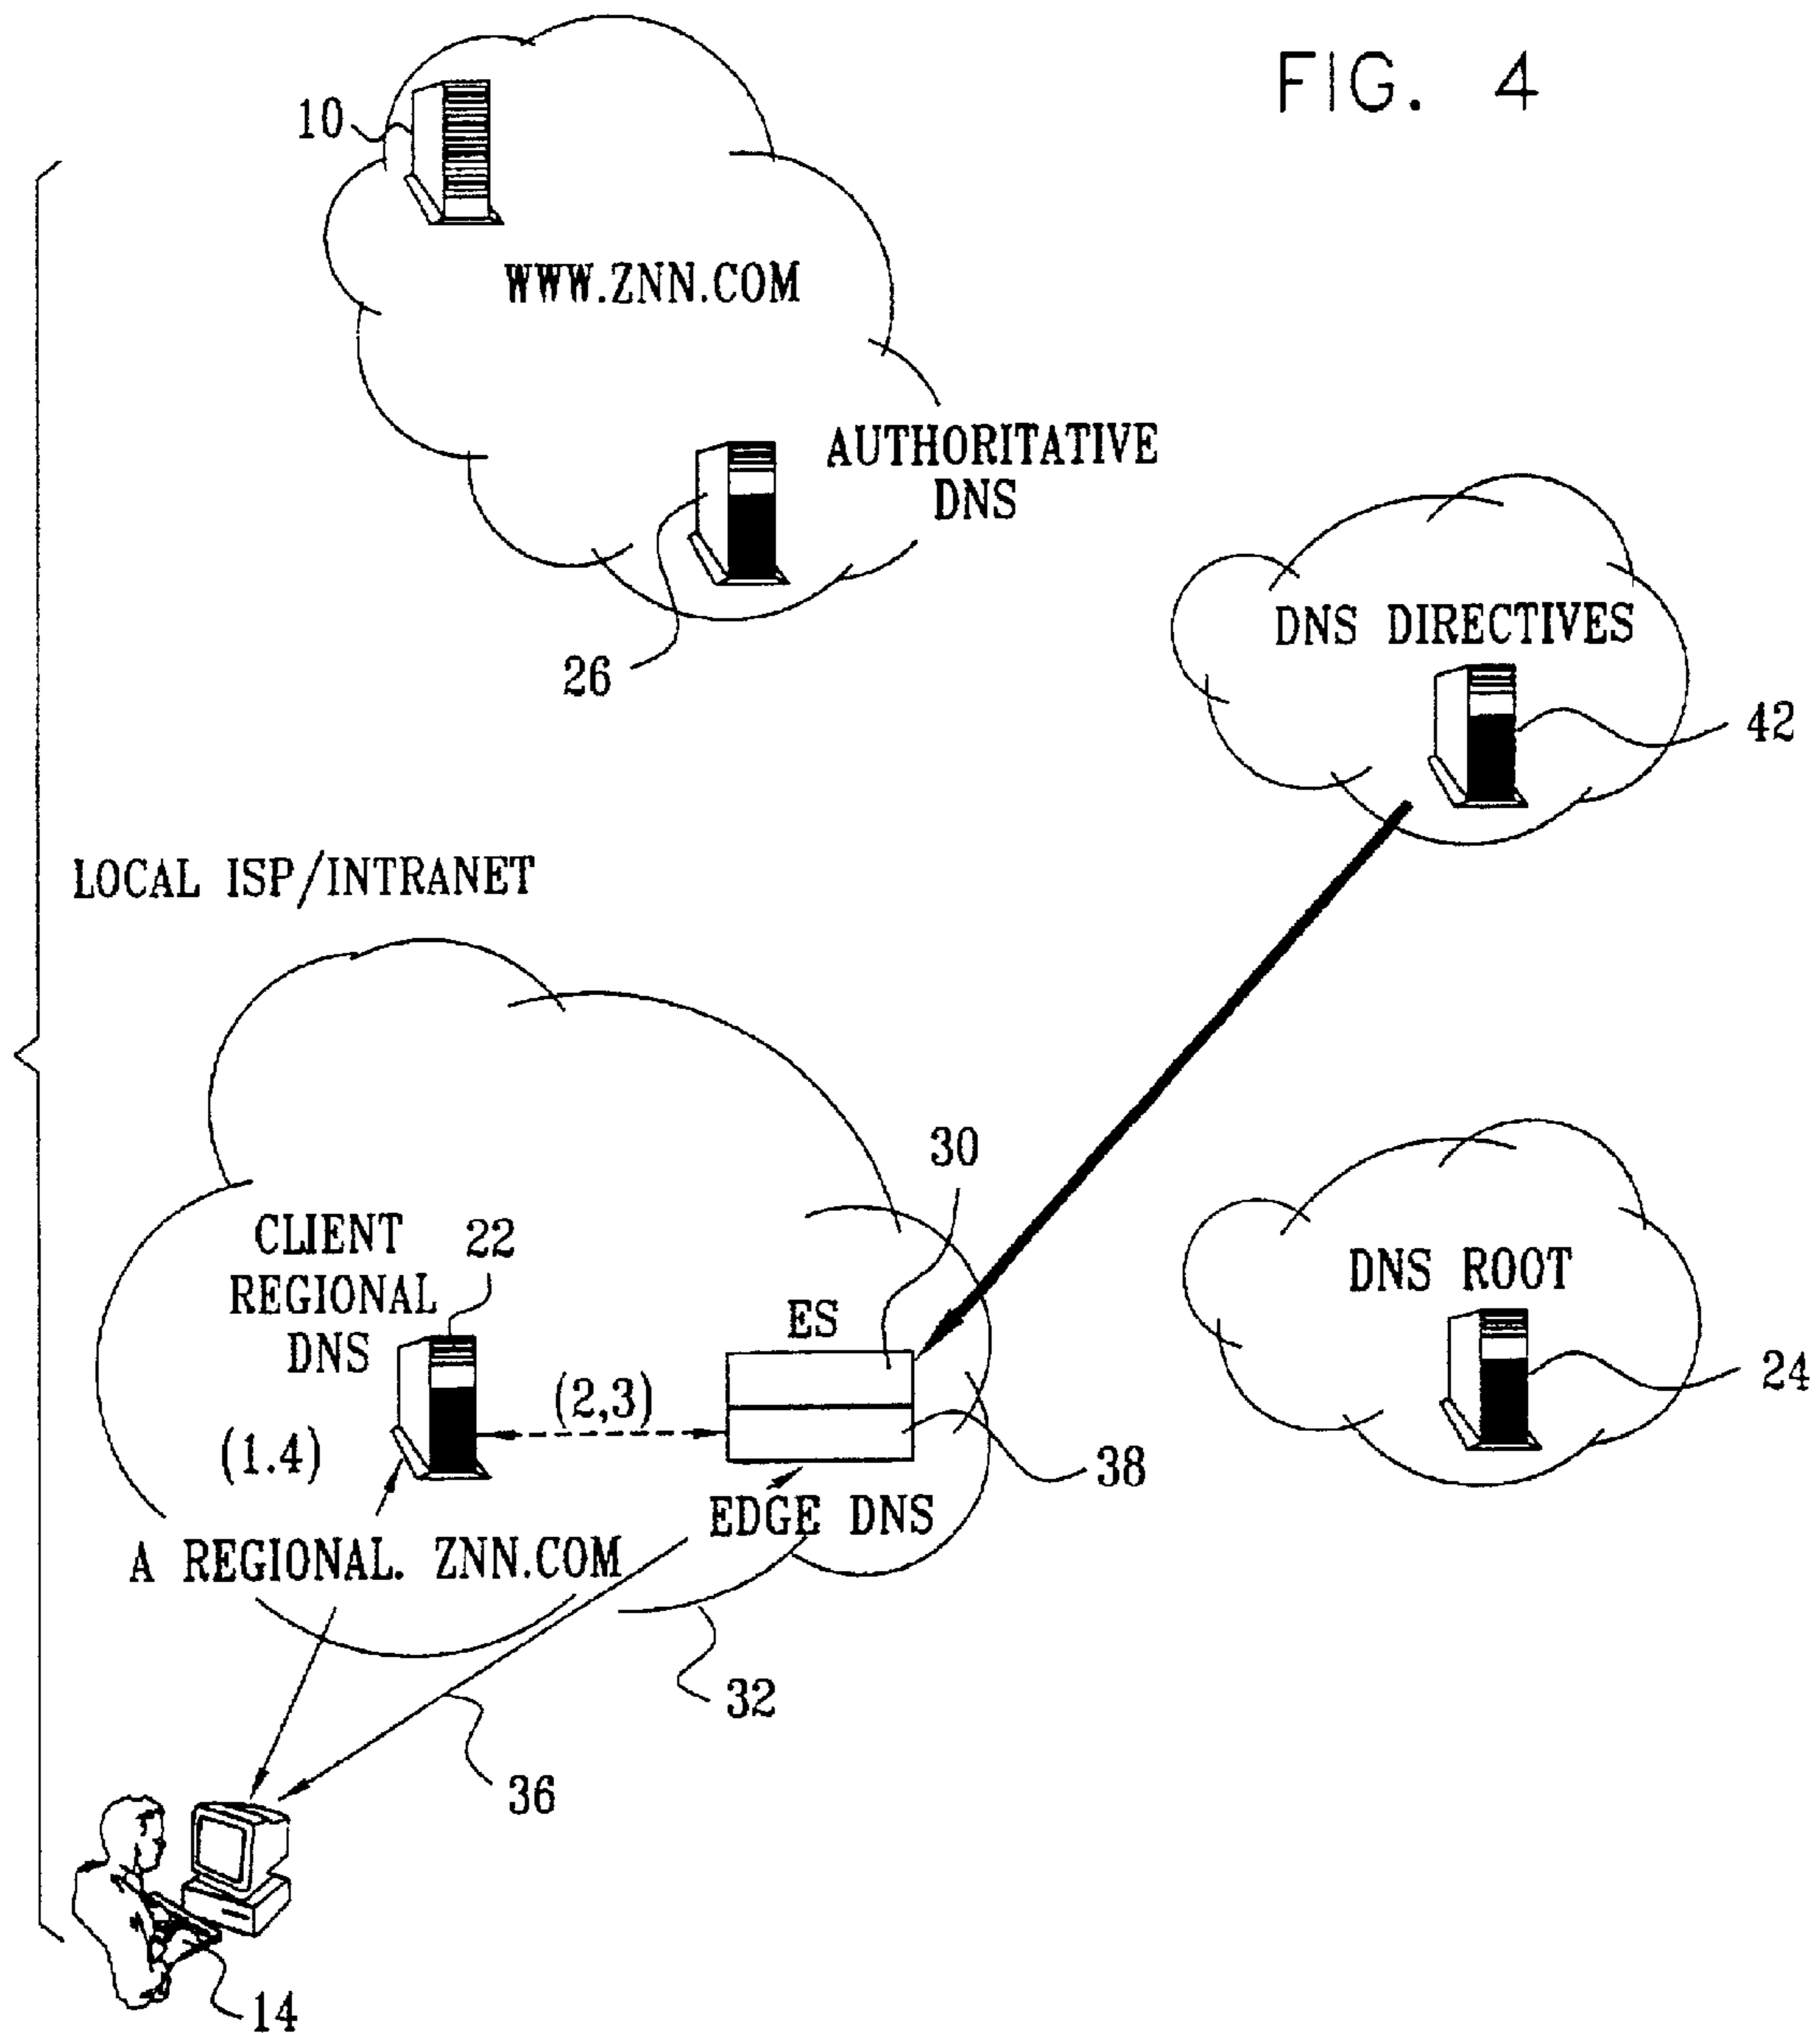 FIG. 4
10
WWW.ZNN.COM
AUTHORITATIVE
DNS
26
DNS DIRECTIVES
42
LOCAL ISP/INTRANET
30
CLIENT
REGIONAL
DNS
22
ES
DNS ROOT
24
(2,3)
(1.4)
38
EDGE DNS
A REGIONAL. ZNN.COM
32
36
14